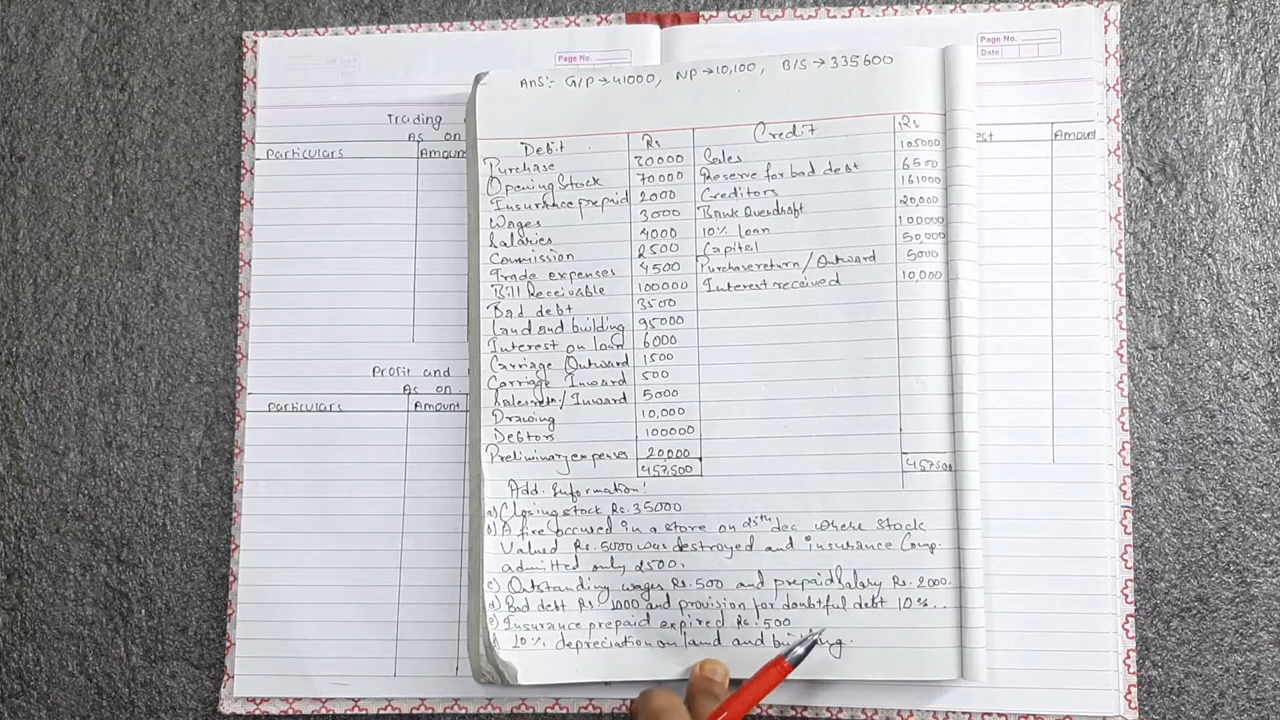 Page No.
Date
Page No.
Trading
As on
Particulars Amount
Profit and
As on
Particulars Amount
Ans:- G/P → 41000, NP → 10,100, B/S → 335600
Debit Rs Credit Rs
Purchase 20000 Sales 105000
Opening Stock 70000 Reserve for bad debt 6500
Insurance prepaid 2000 Creditors 161000
Wages 3000 Bank Overdraft 20,000
Salaries 4000 10% loan 100000
Commission 2500 Capital 50,000
Trade expenses 4500 Purchase return / Outward 5000
Bill Receivable 100000 Interest received 10,000
Bad debt 3500
Land and building 95000
Interest on loan 6000
Carriage Outward 1500
Carriage Inward 500
Sales retn. / Inward 5000
Drawing 10,000
Debtors 100000
Preliminary expenses 20,000
457,500 457500
Add. Information:
a) Closing stock Rs. 35000
b) A fire occured in a store on 25th dec where stock
Valued Rs. 5000 was destroyed and insurance Comp.
admitted only 2500.
c) Outstanding wages Rs. 500 and prepaid Salary Rs. 2000.
d) Bad debt Rs. 1000 and provision for doubtful debt 10%..
e) Insurance prepaid expired Rs. 500
10% depreciation on land and building.
Page No.
Date
Amount